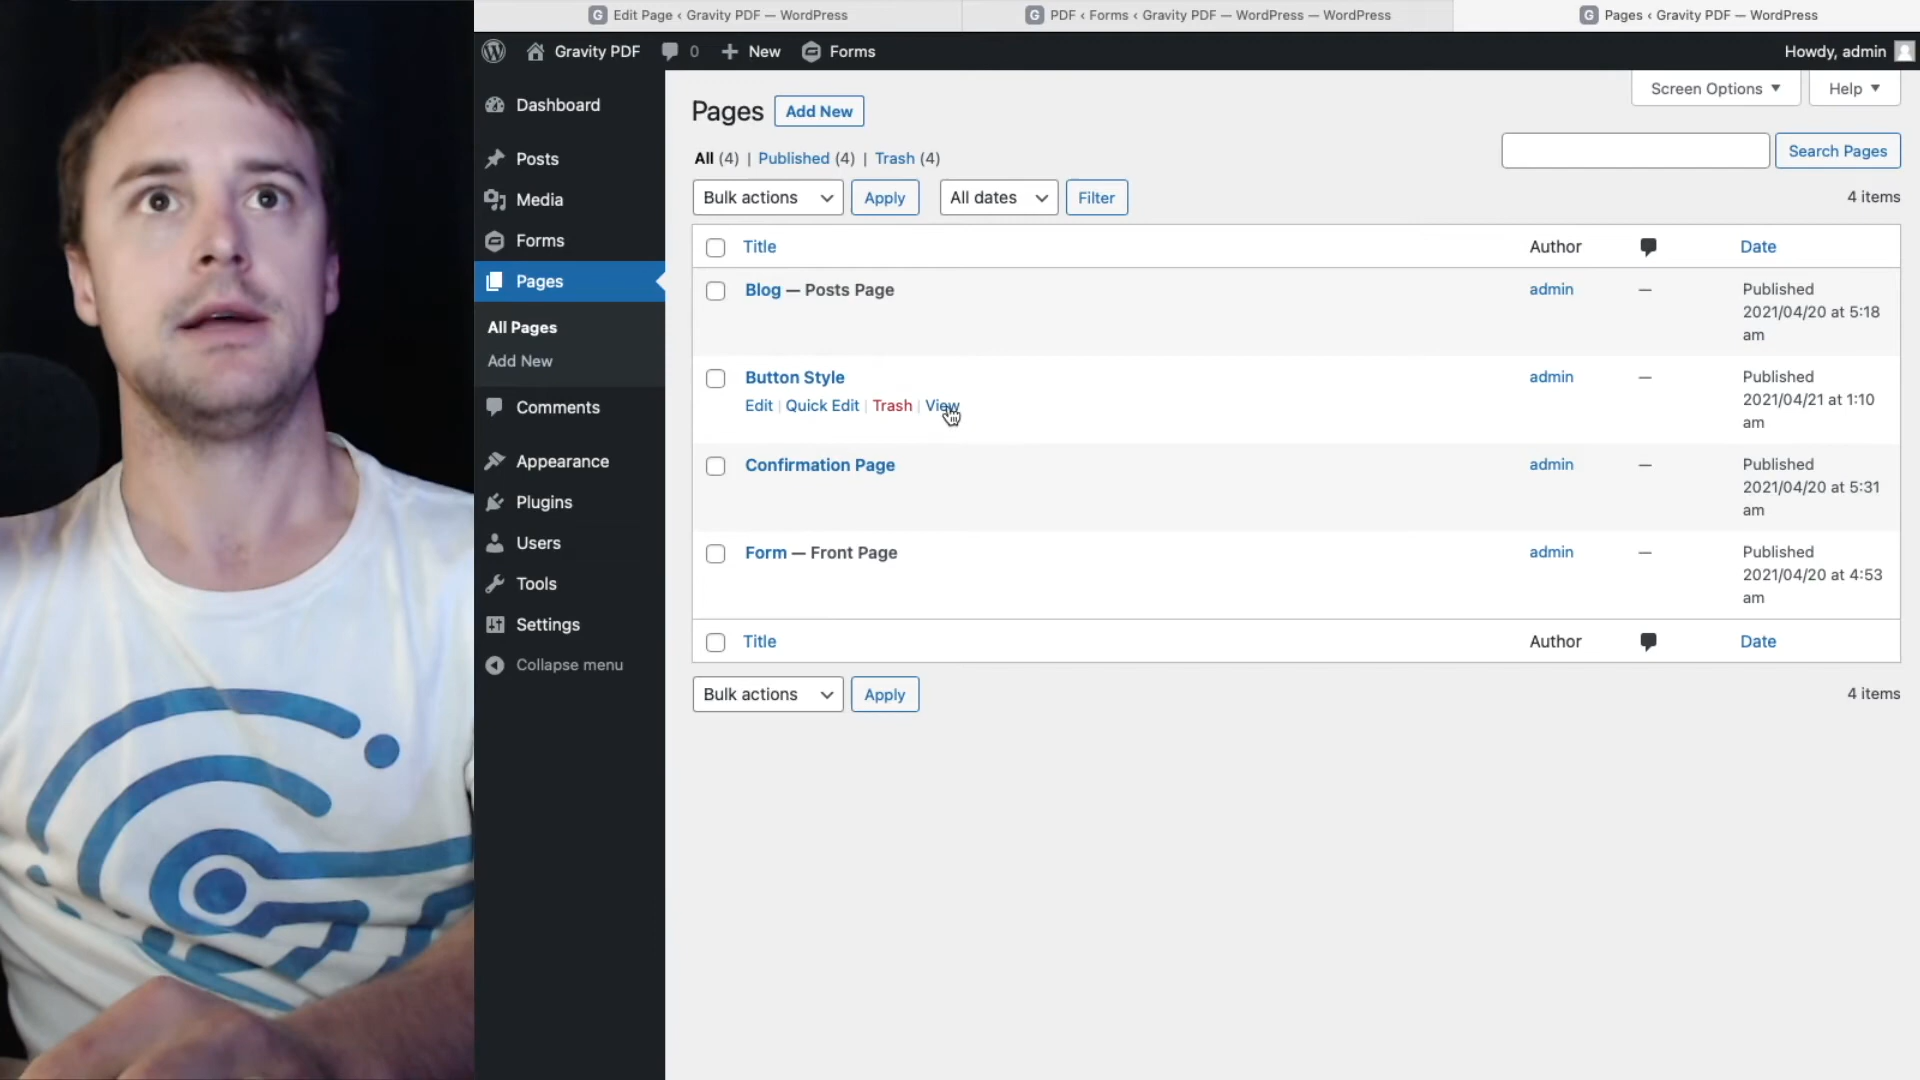 Edit Page ‹ Gravity PDF — WordPress
PDF ‹ Forms ‹ Gravity PDF — WordPress — WordPress
Pages ‹ Gravity PDF — WordPress
Gravity PDF
0
New
Forms
Howdy, admin
Dashboard
Posts
Media
Forms
Pages
All Pages
Add New
Comments
Appearance
Plugins
Users
Tools
Settings
Collapse menu
Screen Options
Help
Pages
Add New
All (4) | Published (4) | Trash (4)
Search Pages
Bulk actions
Apply
All dates
Filter
4 items
Title
Author
Date
Blog — Posts Page
admin
—
Published
2021/04/20 at 5:18
am
Button Style
Edit | Quick Edit | Trash | View
admin
—
Published
2021/04/21 at 1:10
am
Confirmation Page
admin
—
Published
2021/04/20 at 5:31
am
Form — Front Page
admin
—
Published
2021/04/20 at 4:53
am
Title
Author
Date
Bulk actions
Apply
4 items